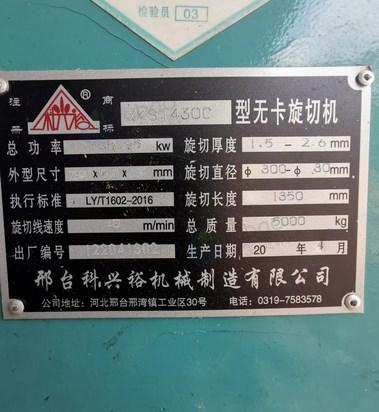 检验员 03
注册 商标 ® 型无卡旋切机
总功率 kw 旋切厚度 1.5-2.6 mm
外型尺寸 x x mm 旋切直径 ф300-ф30mm
执行标准 LY/T1602-2016 旋切长度 1350 mm
旋切线速度 m/min 总质量 5000 kg
出厂编号 生产日期 20 年 4 月
邢台科兴裕机械制造有限公司
公司地址：河北邢台邢湾镇工业区30号 电话：0319-7583578